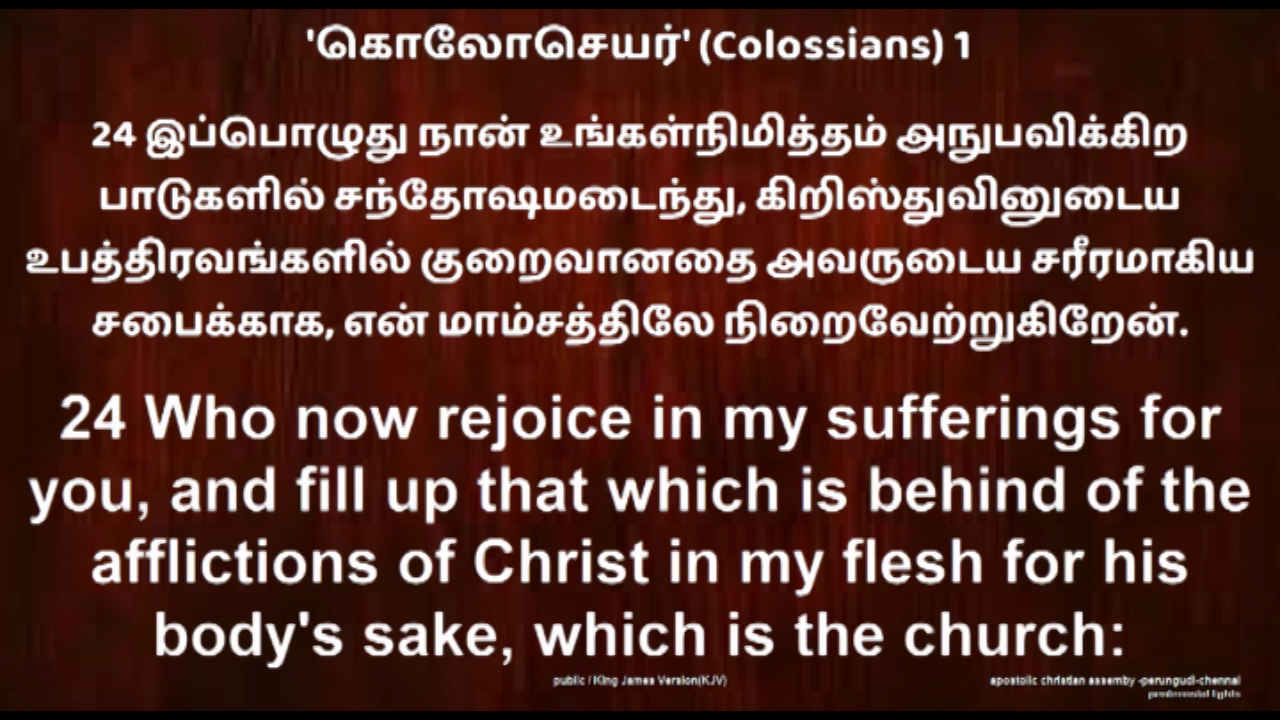 'கொலோசெயர்' (Colossians) 1
24 இப்பொழுது நான் உங்கள்நிமித்தம் அநுபவிக்கிற
பாடுகளில் சந்தோஷமடைந்து, கிறிஸ்துவினுடைய
உபத்திரவங்களில் குறைவானதை அவருடைய சரீரமாகிய
சபைக்காக, என் மாம்சத்திலே நிறைவேற்றுகிறேன்.
24 Who now rejoice in my sufferings for
you, and fill up that which is behind of the
afflictions of Christ in my flesh for his
body's sake, which is the church:
public / King James Version(KJV)
apostolic christian assemby -perungudi-chennai
lights